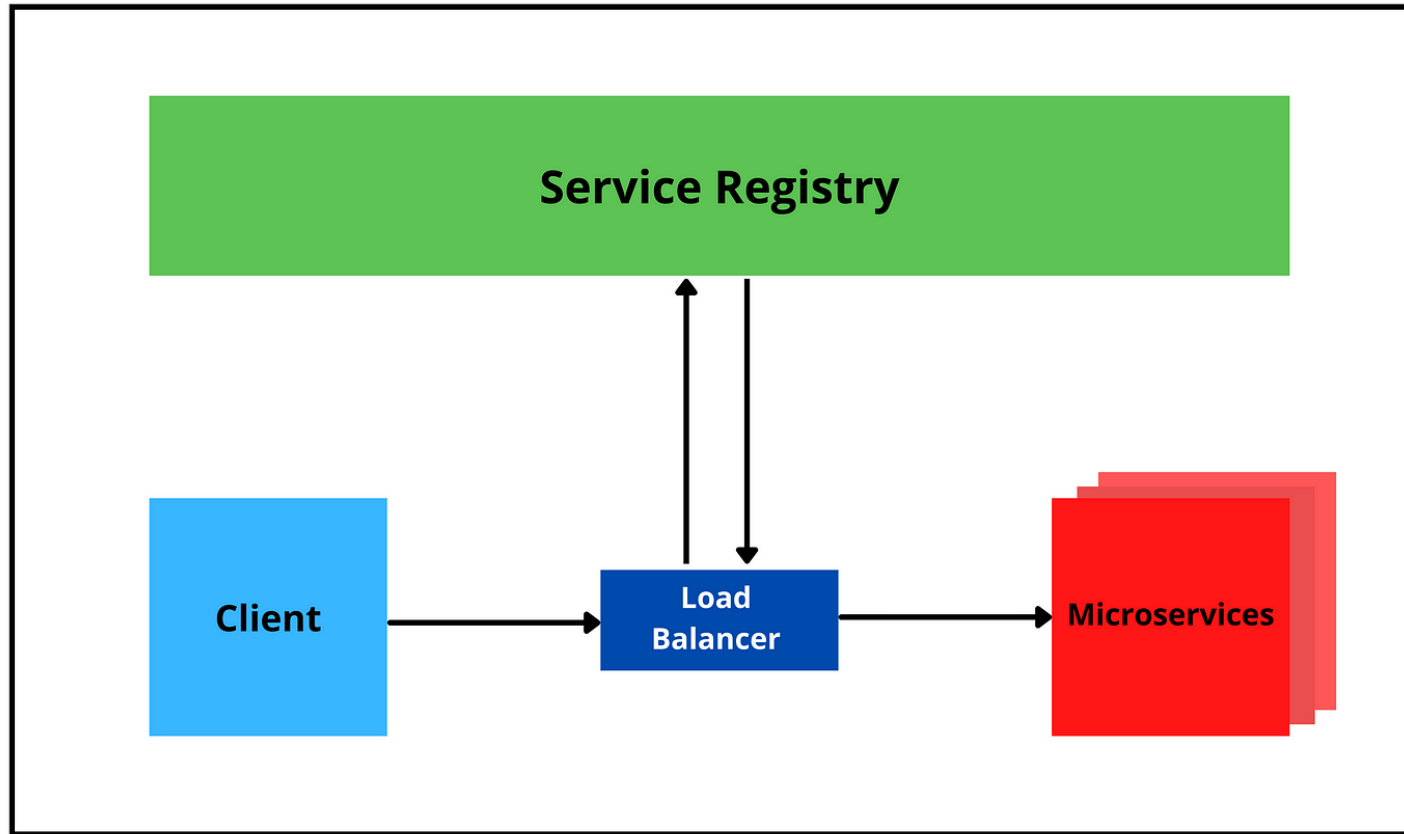 Service Registry
Client
Load
Balancer
Microservices